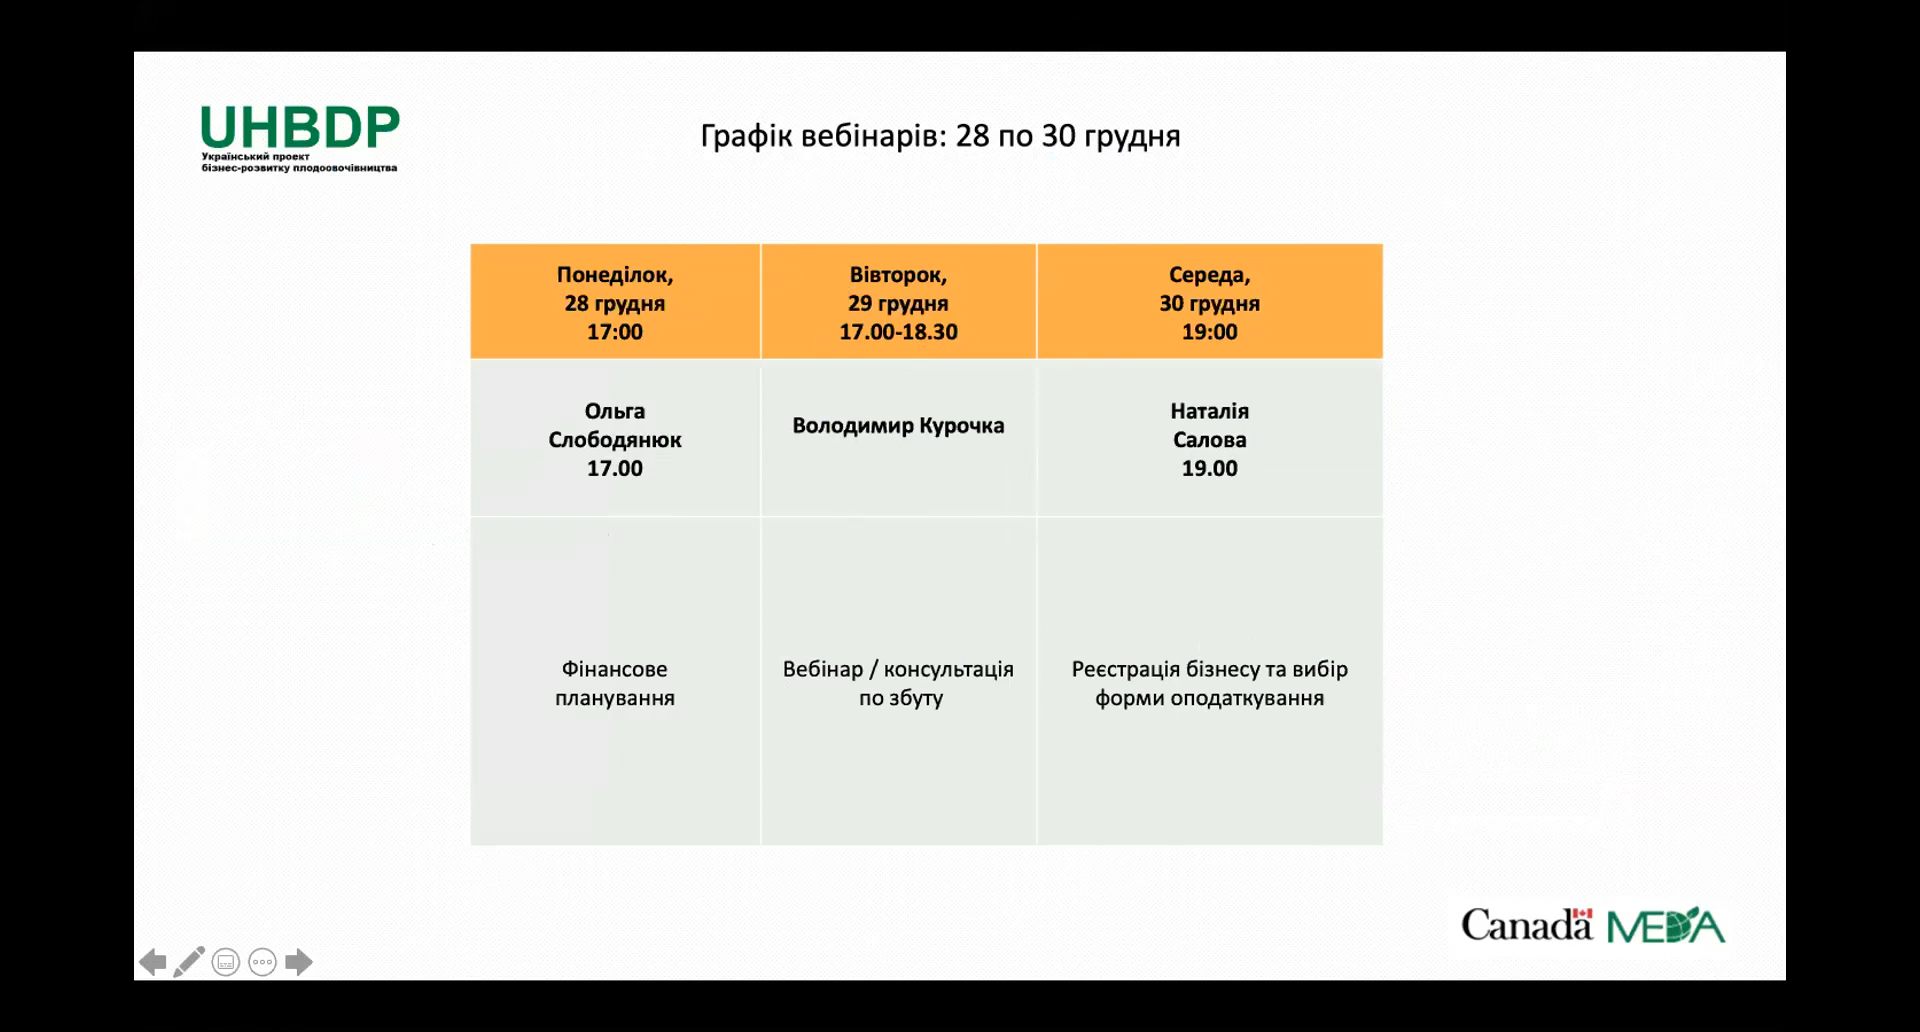 UHBDP
Український проект
бізнес-розвитку плодоовочівництва
Графік вебінарів: 28 по 30 грудня
Понеділок,
28 грудня
17:00
Вівторок,
29 грудня
17.00-18.30
Середа,
30 грудня
19:00
Ольга
Слободянюк
17.00
Володимир Курочка
Наталія
Салова
19.00
Фінансове
планування
Вебінар / консультація
по збуту
Реєстрація бізнесу та вибір
форми оподаткування
Canada
MEDA